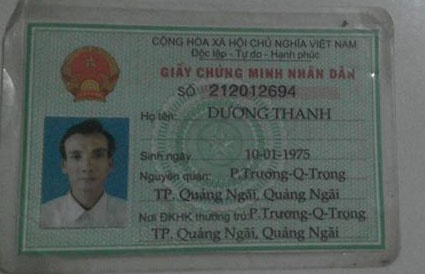 CỘNG HÒA XÃ HỘI CHỦ NGHĨA VIỆT NAM
Độc lập - Tự do - Hạnh phúc
GIẤY CHỨNG MINH NHÂN DÂN
SỐ 212012694
Họ tên: DƯƠNG THANH
Sinh ngày 10-01-1975
Nguyên quán: P.Trương-Q-Trọng
TP. Quảng Ngãi, Quảng Ngãi
Nơi ĐKHK thường trú: P.Trương-Q-Trọng
TP. Quảng Ngãi, Quảng Ngãi